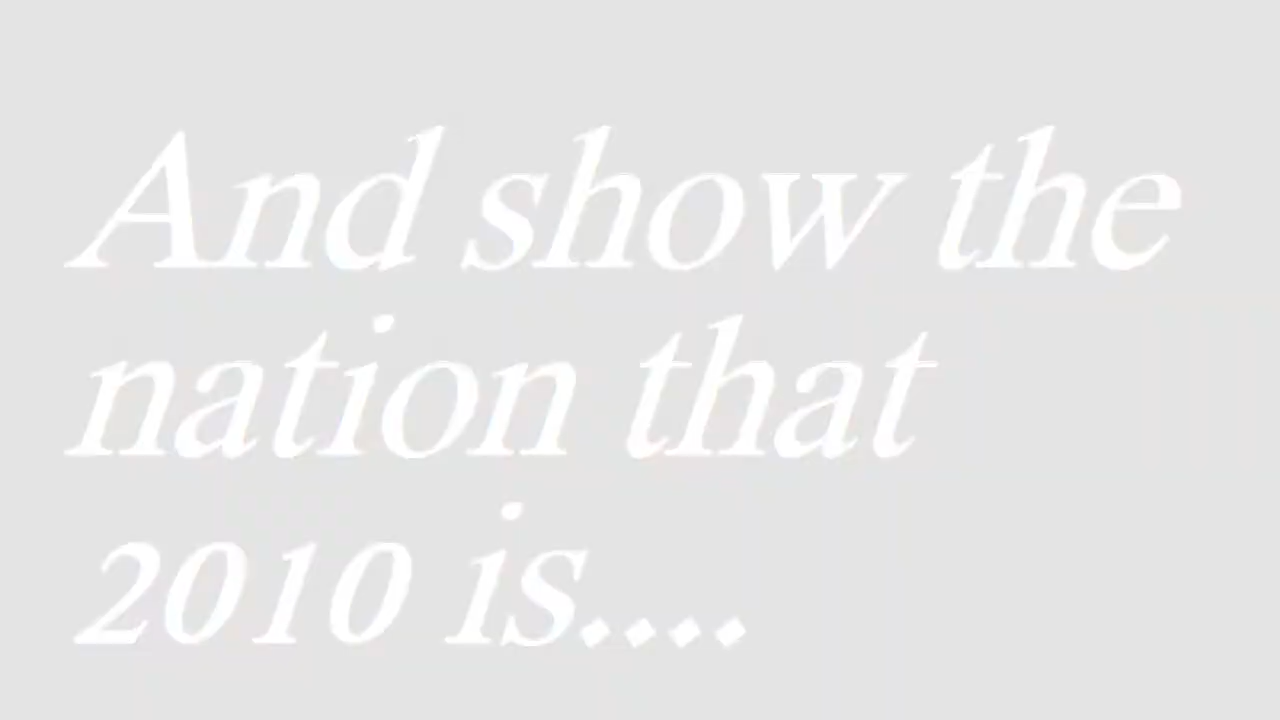 And show the
nation that
2010 is....